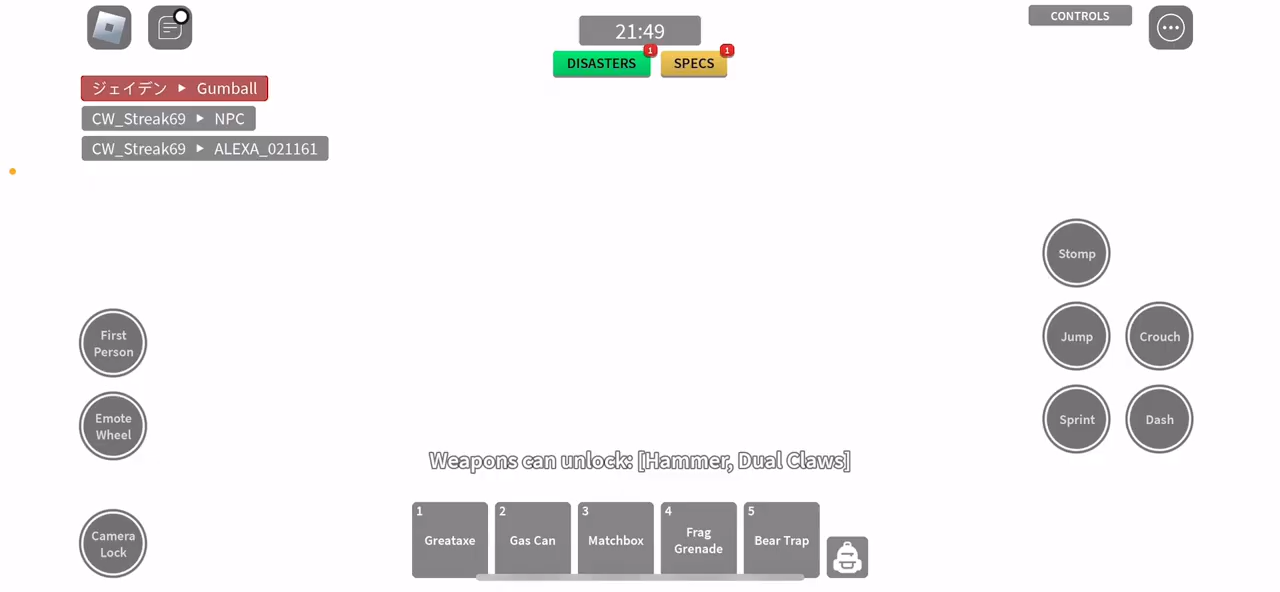 21:49
CONTROLS
DISASTERS 1
SPECS 1
ジェイデン ▶ Gumball
CW_Streak69 ▶ NPC
CW_Streak69 ▶ ALEXA_021161
Stomp
First
Person
Jump
Crouch
Emote
Wheel
Sprint
Dash
Weapons can unlock: [Hammer, Dual Claws]
Camera
Lock
1
Greataxe
2
Gas Can
3
Matchbox
4
Frag
Grenade
5
Bear Trap